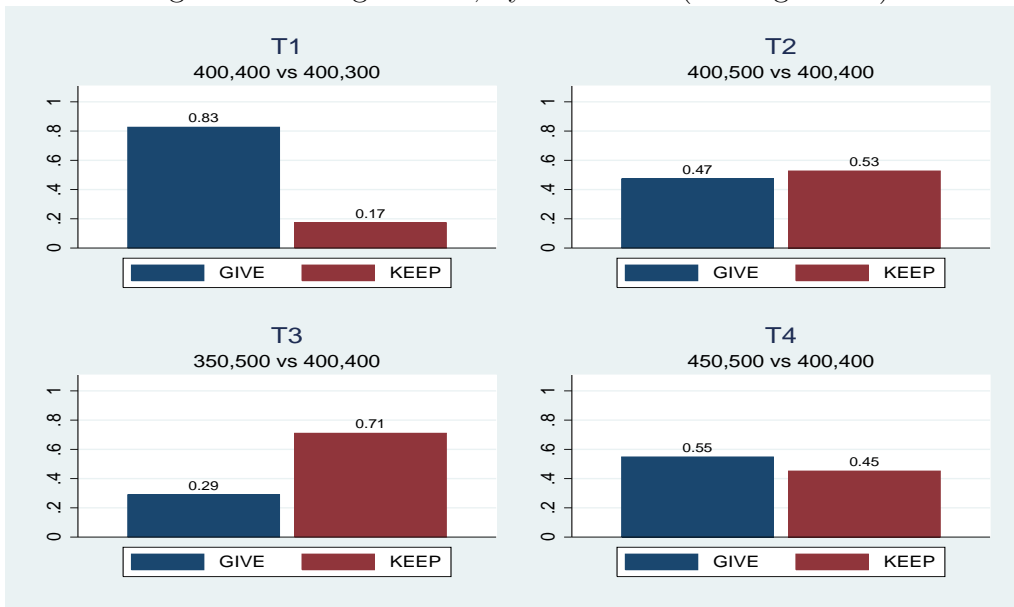 T1
400,400 vs 400,300
0 .2 .4 .6 .8 1
0.83
0.17
GIVE KEEP
T2
400,500 vs 400,400
0 .2 .4 .6 .8 1
0.47
0.53
GIVE KEEP
T3
350,500 vs 400,400
0 .2 .4 .6 .8 1
0.29
0.71
GIVE KEEP
T4
450,500 vs 400,400
0 .2 .4 .6 .8 1
0.55
0.45
GIVE KEEP